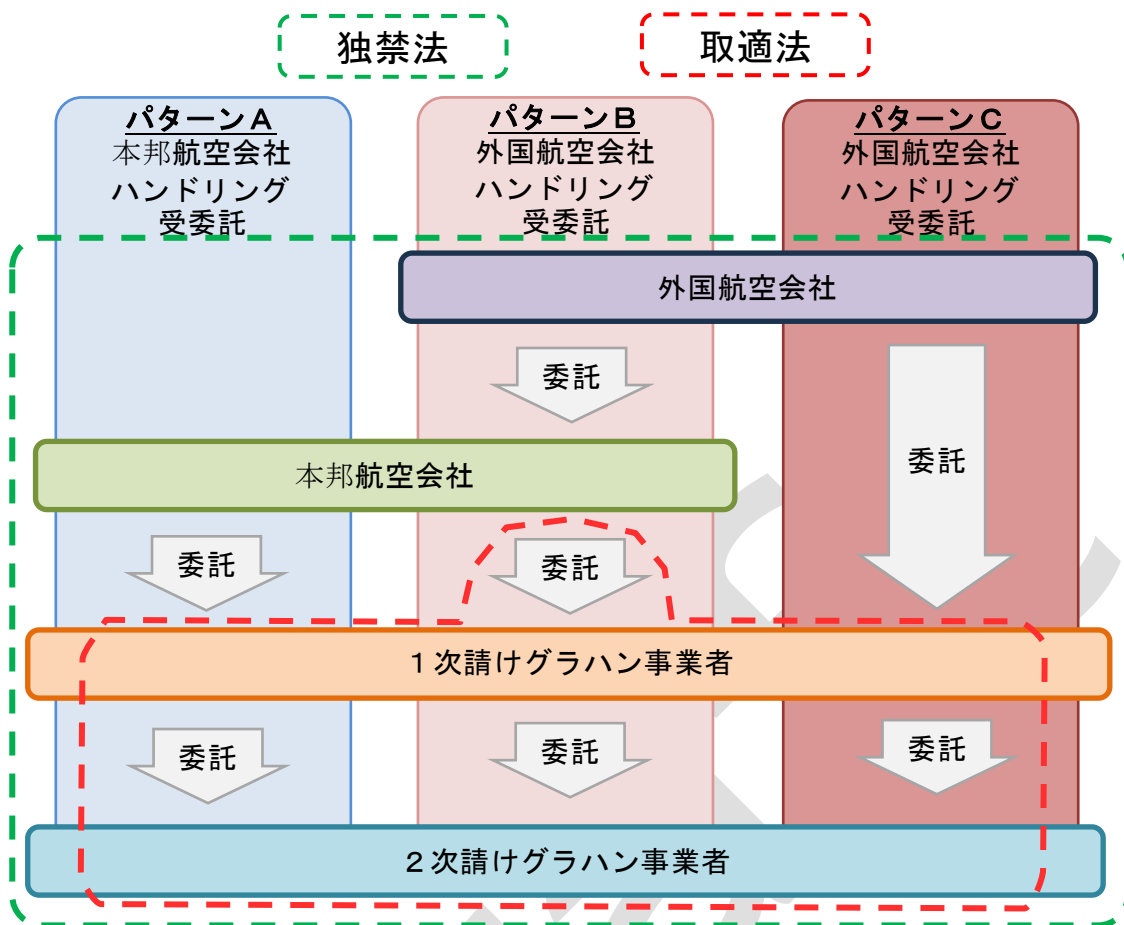 独禁法
取適法
パターンA
本邦航空会社
ハンドリング
受委託
パターンB
外国航空会社
ハンドリング
受委託
パターンC
外国航空会社
ハンドリング
受委託
外国航空会社
委託
委託
本邦航空会社
委託
委託
1次請けグラハン事業者
委託
委託
委託
2次請けグラハン事業者